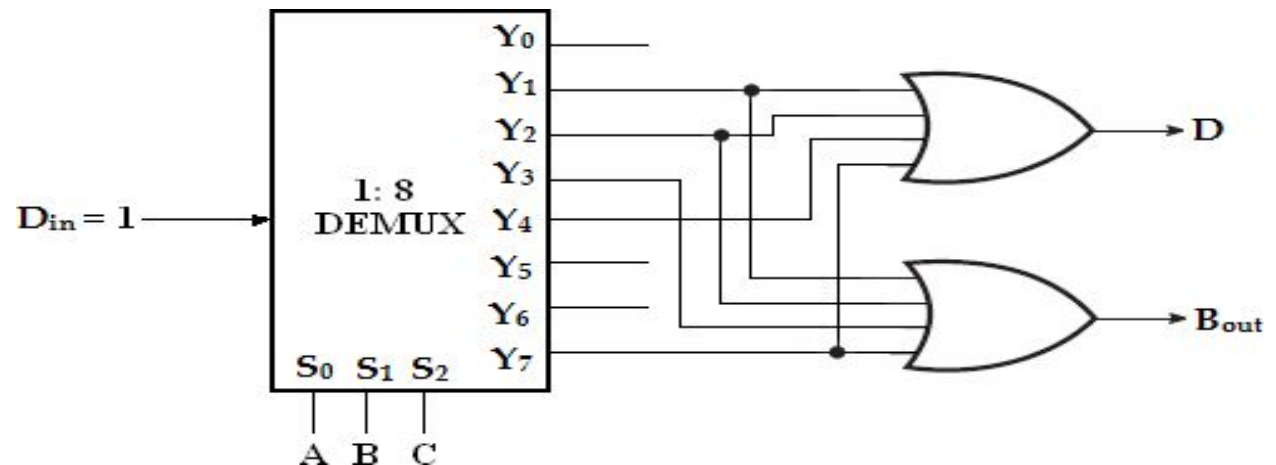 Y0
Y1
Y2
Y3
1: 8
DEMUX
Din = 1
Y4
Y5
Y6
Y7
S0 S1 S2
A B C
D
Bout